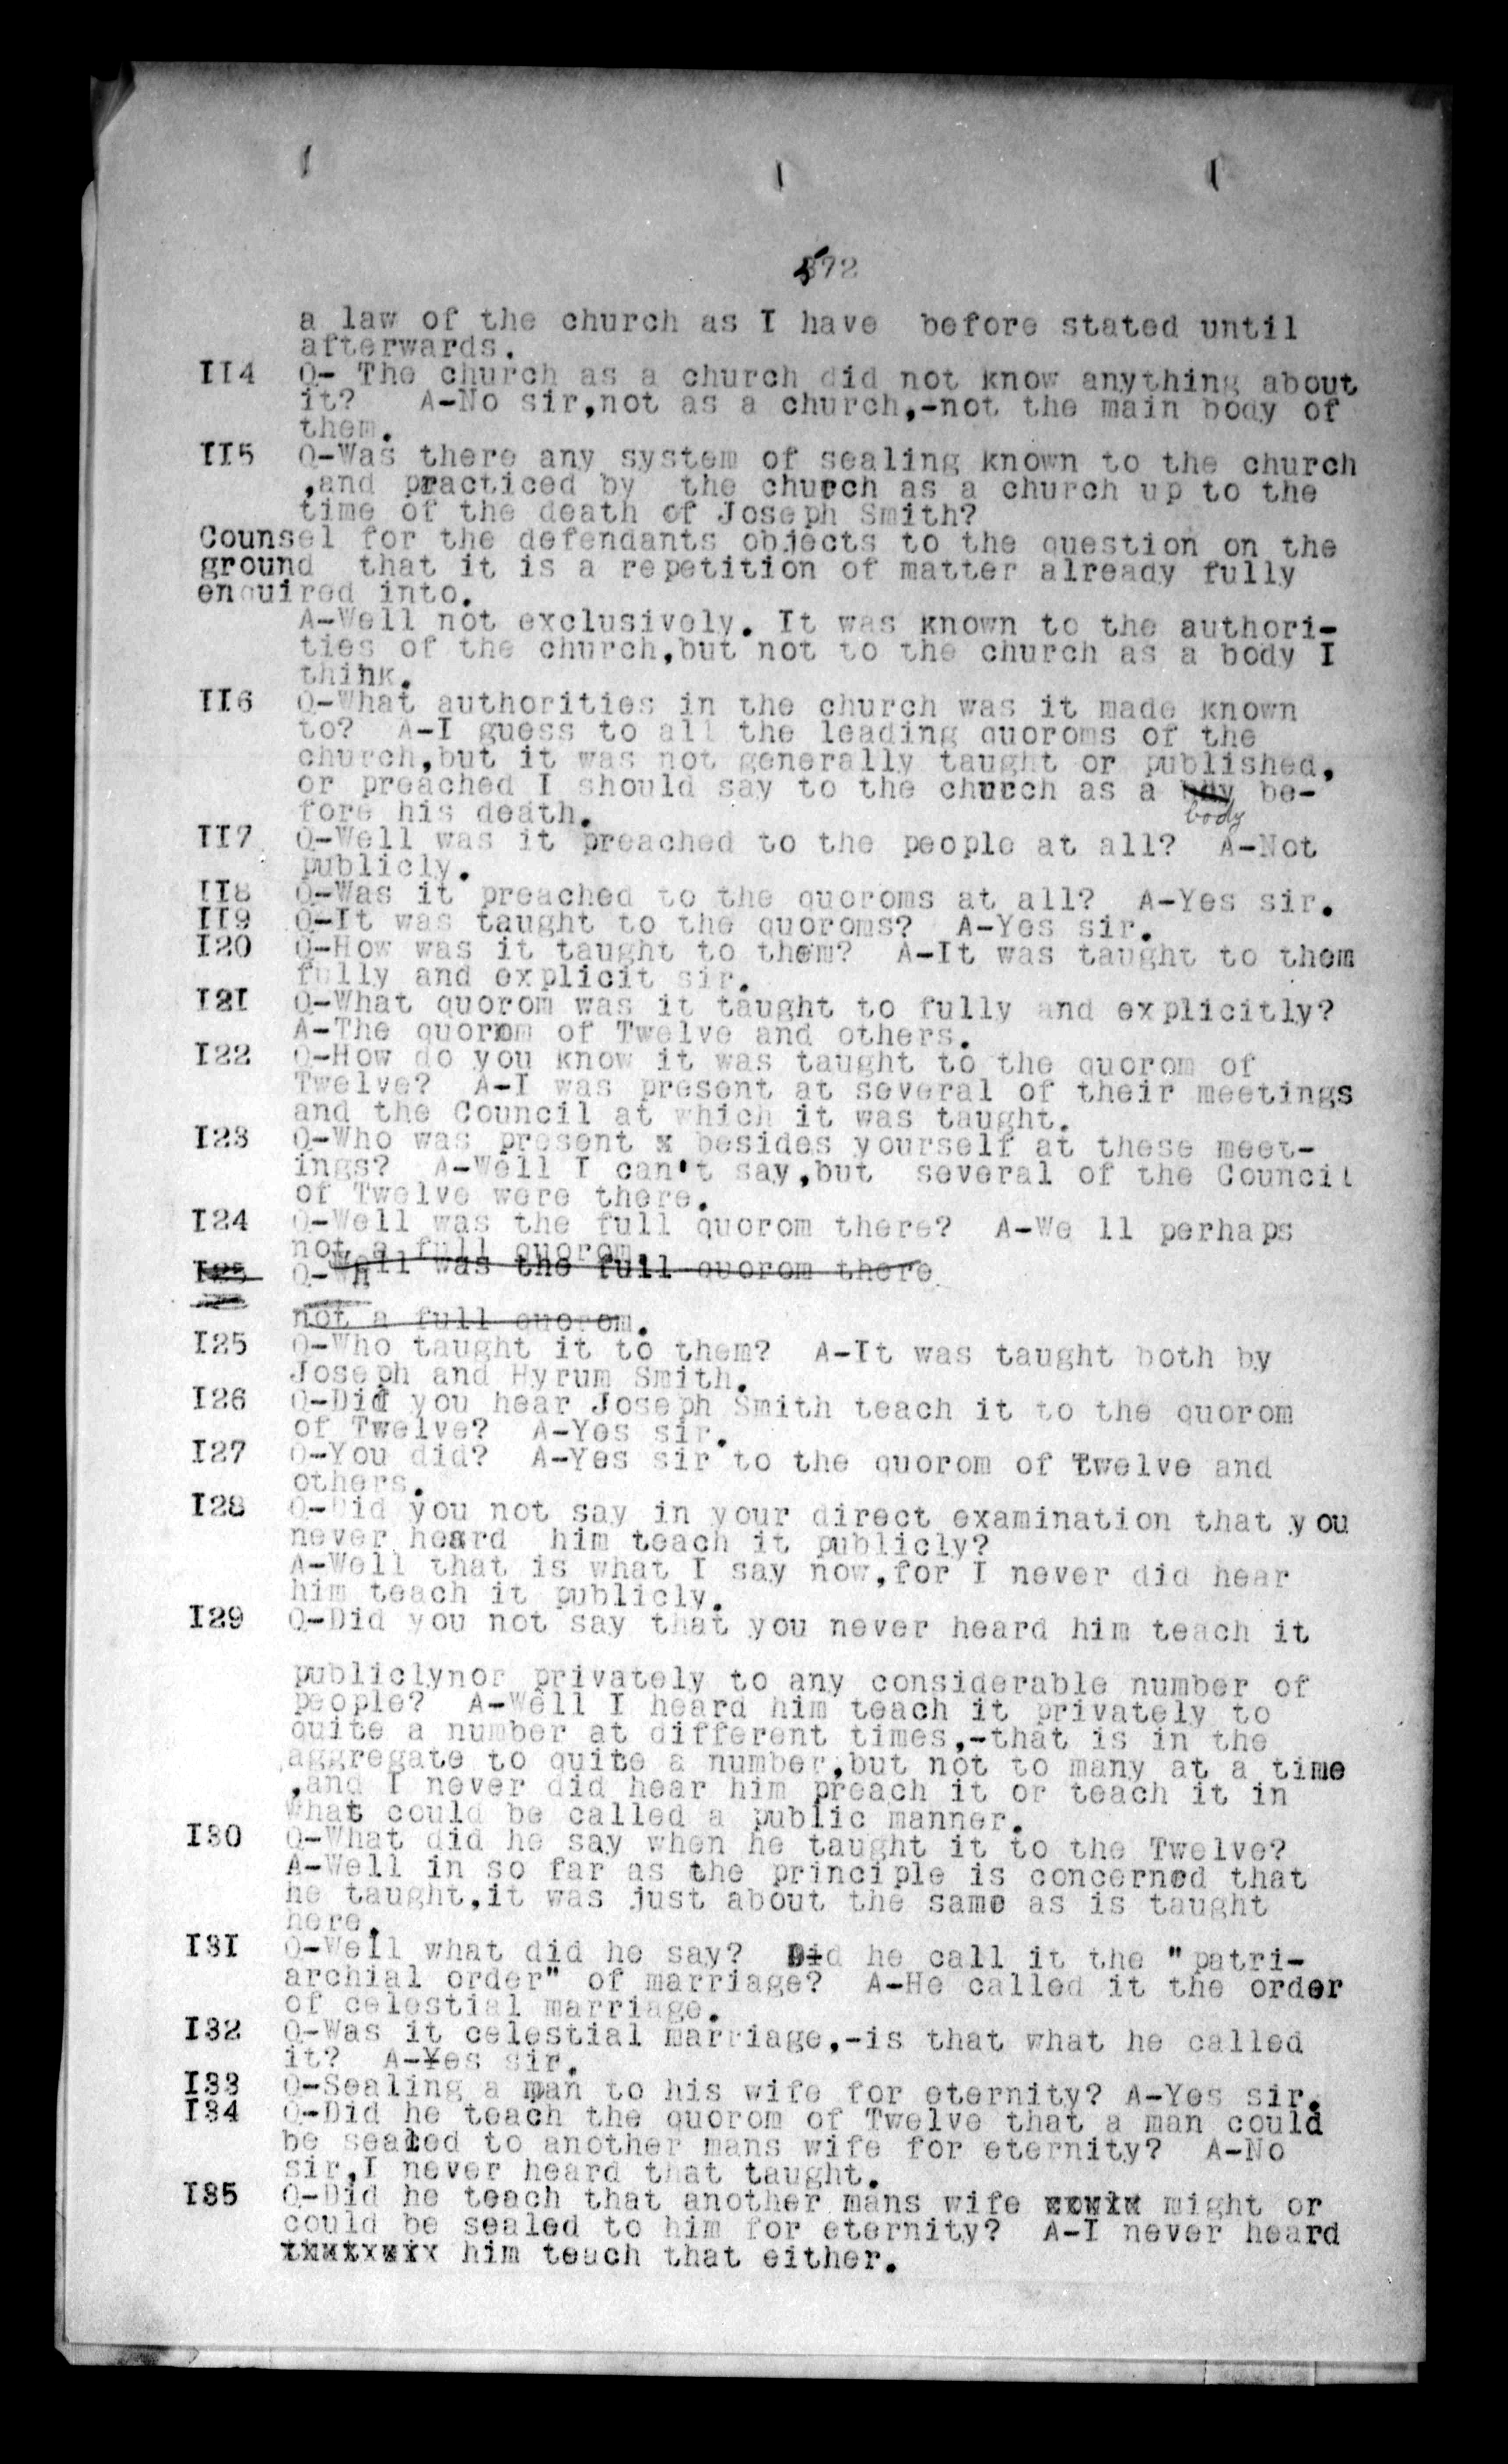 572
a law of the church as I have  before stated until
afterwards.
II4 Q- The church as a church did not know anything about
it?   A-No sir,not as a church,-not the main body of
them.
II5 Q-Was there any system of sealing known to the church
,and practiced by  the church as a church up to the
time of the death of Joseph Smith?
Counsel for the defendants objects to the question on the
ground  that it is a repetition of matter already fully
enquired into.
A-Well not exclusively. It was known to the authori-
ties of the church,but not to the church as a body I
think.
II6 Q-What authorities in the church was it made known
to?  A-I guess to all the leading quoroms of the
church,but it was not generally taught or published,
or preached I should say to the church as a bdy be-
body
fore his death.
II7 Q-Well was it preached to the people at all?  A-Not
publicly.
II8 Q-Was it preached to the quoroms at all?  A-Yes sir.
II9 Q-It was taught to the quoroms?  A-Yes sir.
I20 Q-How was it taught to them?  A-It was taught to them
fully and explicit sir.
I2I Q-What quorom was it taught to fully and explicitly?
A-The quorom of Twelve and others.
I22 Q-How do you know it was taught to the quorom of
Twelve?  A-I was present at several of their meetings
and the Council at which it was taught.
I23 Q-Who was present x besides yourself at these meet-
ings?  A-Well I can't say,but  several of the Council
of Twelve were there.
I24 Q-Well was the full quorom there?  A-We ll perhaps
not a full quorom.
I25 Q-Well was the full quorom there
not a full quorom.
I25 Q-Who taught it to them?  A-It was taught both by
Joseph and Hyrum Smith.
I26 Q-Did you hear Joseph Smith teach it to the quorom
of Twelve?  A-Yes sir.
I27 Q-You did?  A-Yes sir to the quorom of twelve and
others.
I28 Q-Did you not say in your direct examination that you
never heard  him teach it publicly?
A-Well that is what I say now,for I never did hear
him teach it publicly.
I29 Q-Did you not say that you never heard him teach it
publiclynor privately to any considerable number of
people?  A-Well I heard him teach it privately to
quite a number at different times,-that is in the
aggregate to quite a number,but not to many at a time
,and I never did hear him preach it or teach it in
what could be called a public manner.
I30 Q-What did he say when he taught it to the Twelve?
A-Well in so far as the principle is concerned that
he taught,it was just about the same as is taught
here.
I3I Q-Well what did he say?  Did he call it the "patri-
archial order" of marriage?  A-He called it the order
of celestial marriage.
I32 Q-Was it celestial marriage,-is that what he called
it?  A-Yes sir.
I33 Q-Sealing a man to his wife for eternity? A-Yes sir.
I34 Q-Did he teach the quorom of Twelve that a man could
be sealed to another mans wife for eternity?  A-No
sir,I never heard that taught.
I35 Q-Did he teach that another mans wife might or
could be sealed to him for eternity?  A-I never heard
him teach that either.